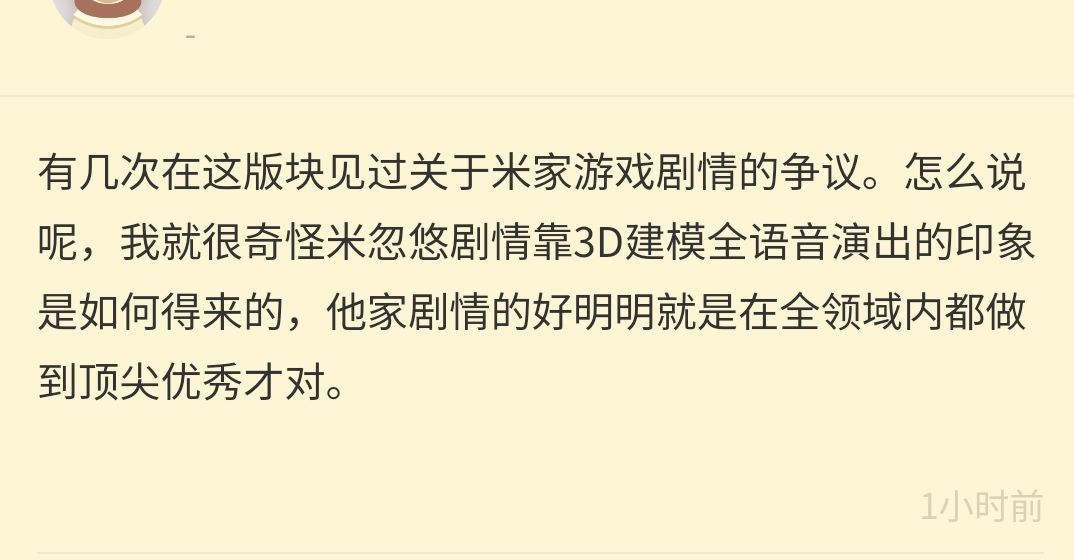 -
有几次在这版块见过关于米家游戏剧情的争议。怎么说
呢，我就很奇怪米忽悠剧情靠3D建模全语音演出的印象
是如何得来的，他家剧情的好明明就是在全领域内都做
到顶尖优秀才对。
1小时前